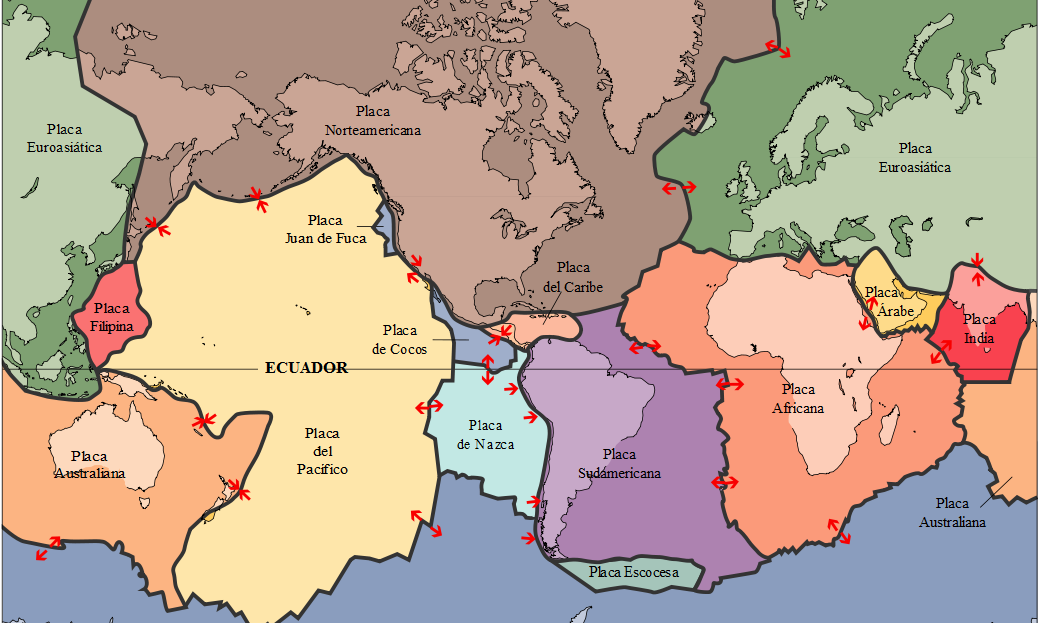 Placa
Norteamericana
Placa
Euroasiática
Placa
Euroasiática
Placa
Juan de Fuca
Placa
del Caribe
Placa
Árabe
Placa
Filipina
Placa
India
Placa
de Cocos
ECUADOR
Placa
Africana
Placa
del
Pacífico
Placa
de Nazca
Placa
Australiana
Placa
Sudámericana
Placa
Australiana
Placa Escocesa